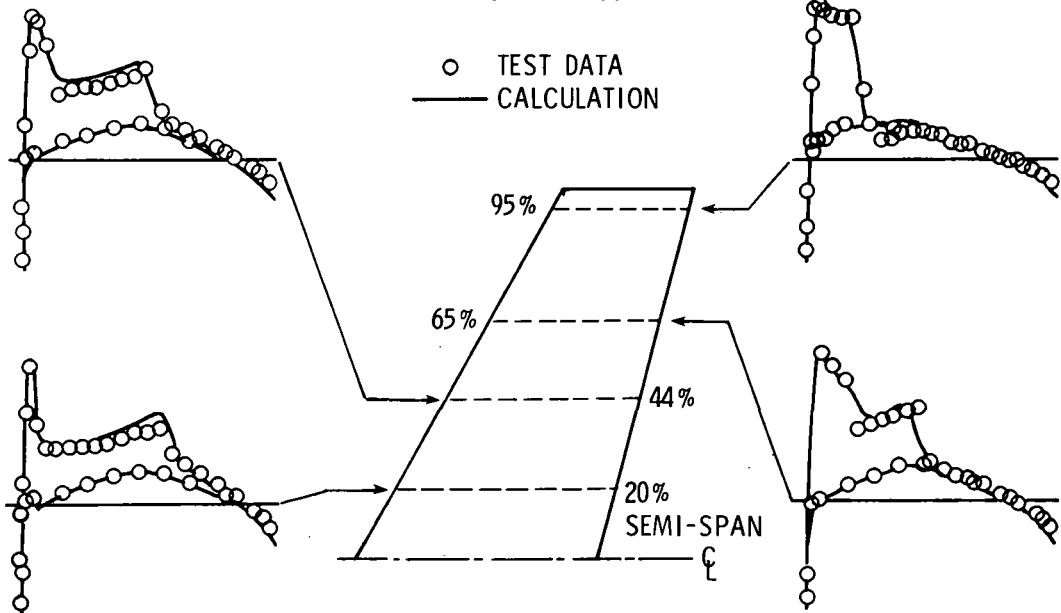 TEST DATA
CALCULATION
95%
65%
44%
20%
SEMI-SPAN
℄